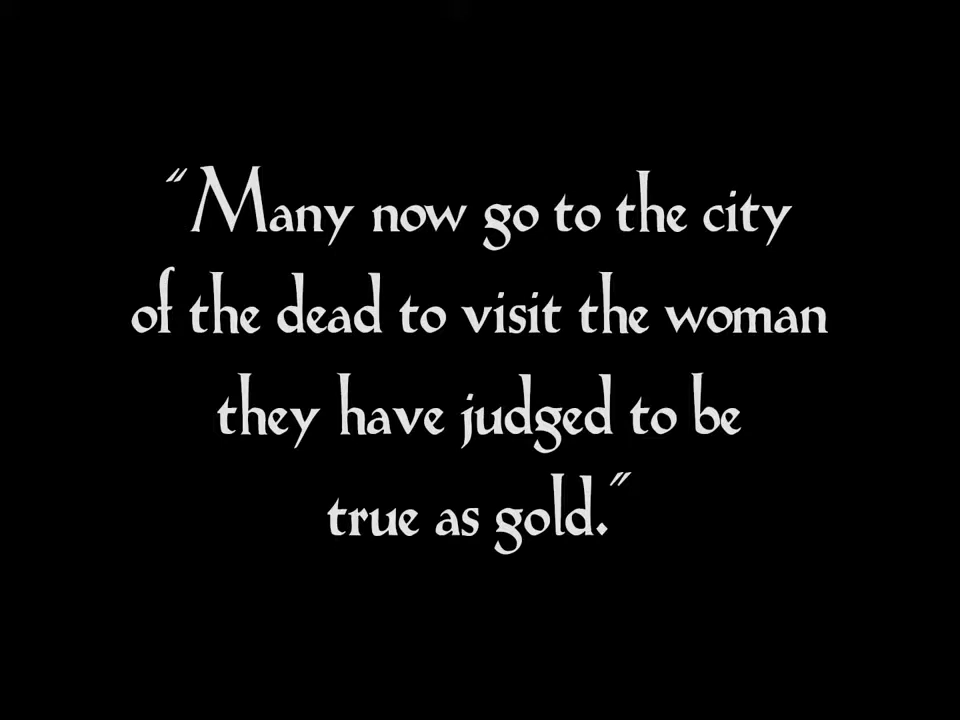 "Many now go to the city
of the dead to visit the woman
they have judged to be
true as gold."